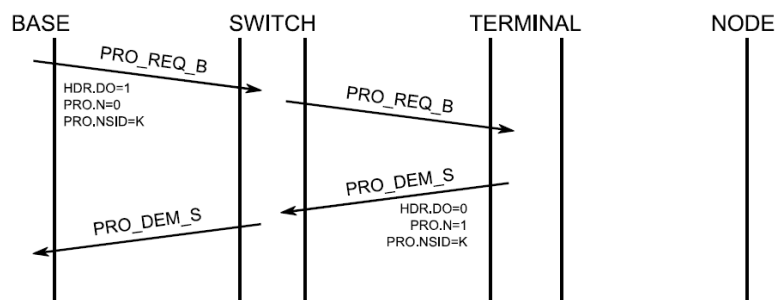 BASE SWITCH TERMINAL NODE
PRO_REQ_B
HDR.DO=1
PRO.N=0
PRO.NSID=K
PRO_REQ_B
PRO_DEM_S
HDR.DO=0
PRO.N=1
PRO.NSID=K
PRO_DEM_S